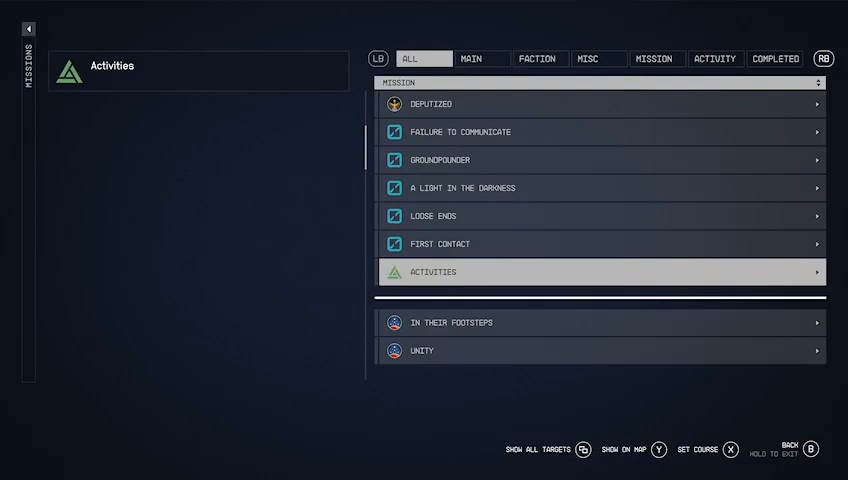 MISSIONS
Activities
LB ALL MAIN FACTION MISC MISSION ACTIVITY COMPLETED RB
MISSION
DEPUTIZED
FAILURE TO COMMUNICATE
GROUNDPOUNDER
A LIGHT IN THE DARKNESS
LOOSE ENDS
FIRST CONTACT
ACTIVITIES
IN THEIR FOOTSTEPS
UNITY
SHOW ALL TARGETS SHOW ON MAP Y SET COURSE X BACK B
HOLD TO EXIT